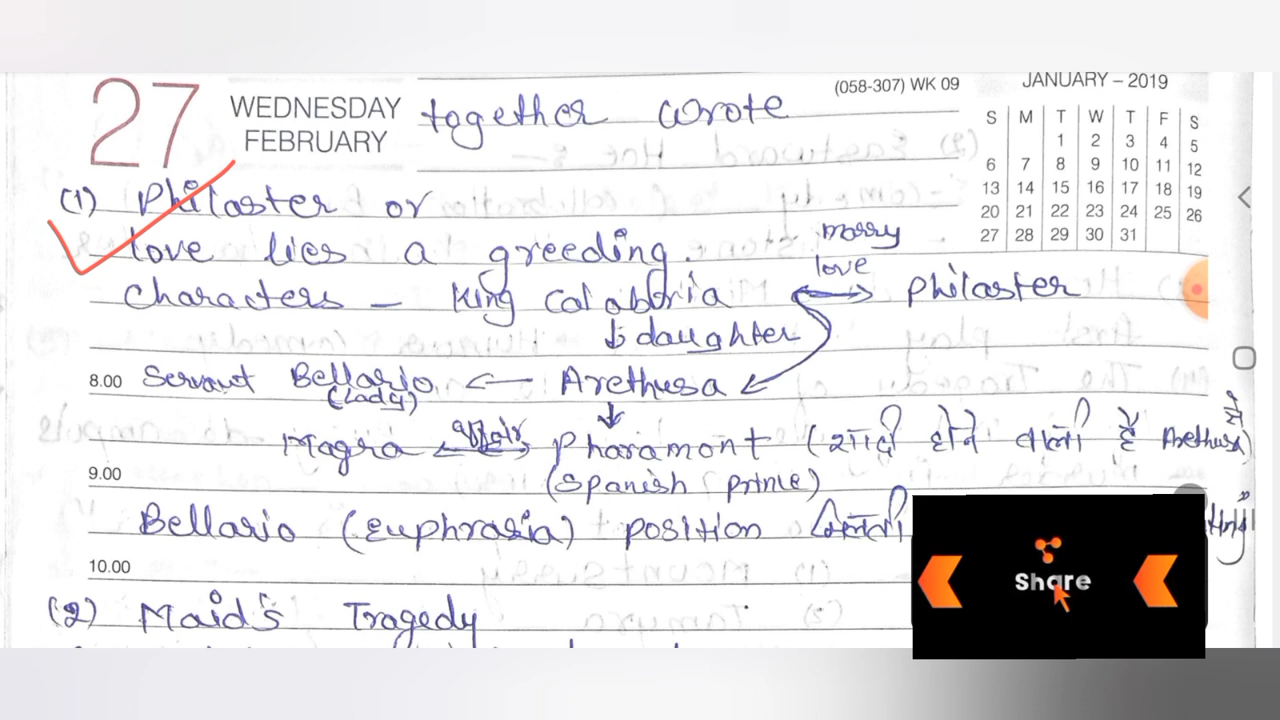 27 WEDNESDAY FEBRUARY
together wrote
(058-307) WK 09
JANUARY – 2019
S M T W T F S
1 2 3 4 5
6 7 8 9 10 11 12
13 14 15 16 17 18 19
20 21 22 23 24 25 26
27 28 29 30 31
(1) Philaster or
love lies a greeding.
marry
love
Characters – King Calabria Philaster
daughter
8.00 Servant Bellario Arethusa
(Lady)
affair
Magra Pharamont (शादी होने वाली है Arethusa से)
9.00 (Spanish prince)
Bellario (Euphrasia) position
10.00
(2) Maid's Tragedy
Share